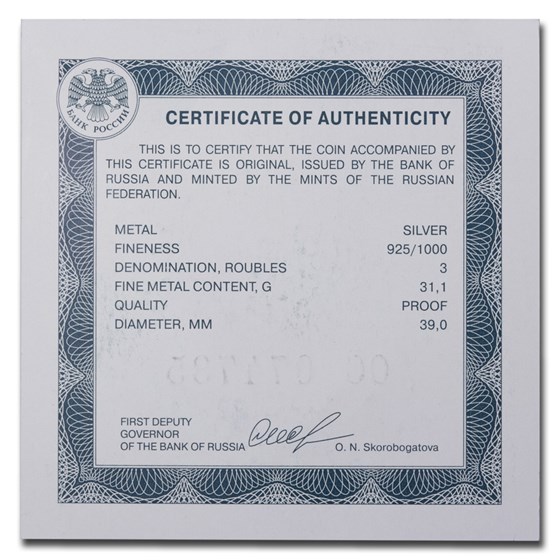 БАНК РОССИИ
CERTIFICATE OF AUTHENTICITY
THIS IS TO CERTIFY THAT THE COIN ACCOMPANIED BY
THIS CERTIFICATE IS ORIGINAL, ISSUED BY THE BANK OF
RUSSIA AND MINTED BY THE MINTS OF THE RUSSIAN
FEDERATION.
METAL SILVER
FINENESS 925/1000
DENOMINATION, ROUBLES 3
FINE METAL CONTENT, G 31,1
QUALITY PROOF
DIAMETER, MM 39,0
FIRST DEPUTY
GOVERNOR
OF THE BANK OF RUSSIA O. N. Skorobogatova